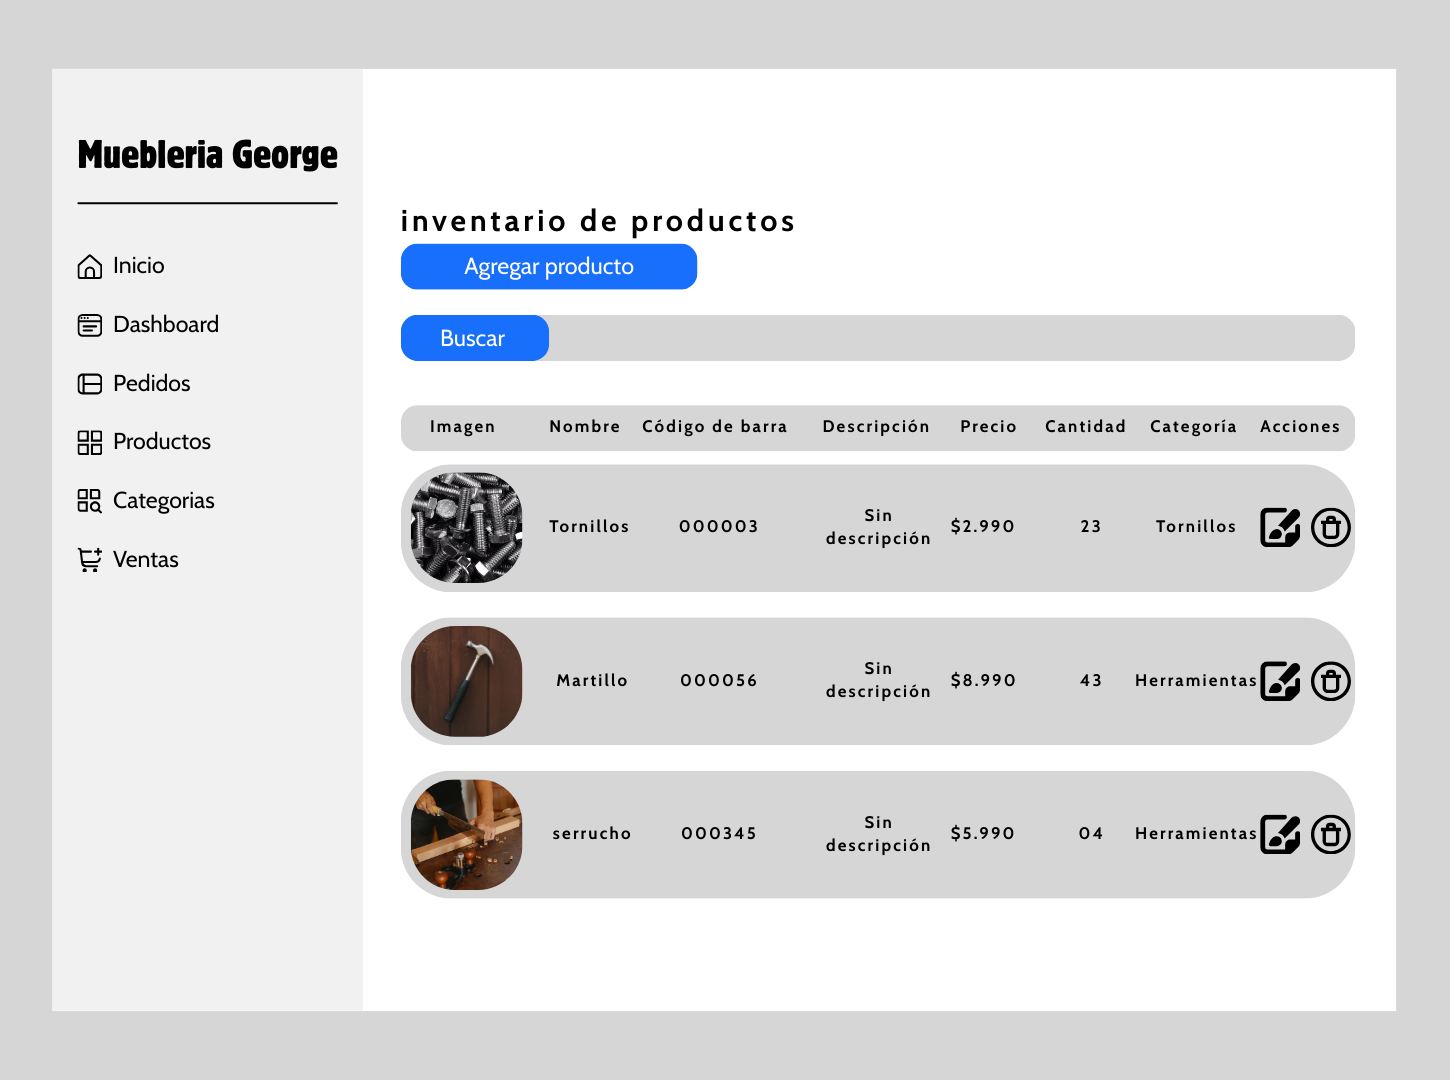 Muebleria George
Inicio
Dashboard
Pedidos
Productos
Categorias
Ventas
inventario de productos
Agregar producto
Buscar
Imagen Nombre Código de barra Descripción Precio Cantidad Categoría Acciones
Tornillos 000003 Sin descripción $2.990 23 Tornillos
Martillo 000056 Sin descripción $8.990 43 Herramientas
serrucho 000345 Sin descripción $5.990 04 Herramientas